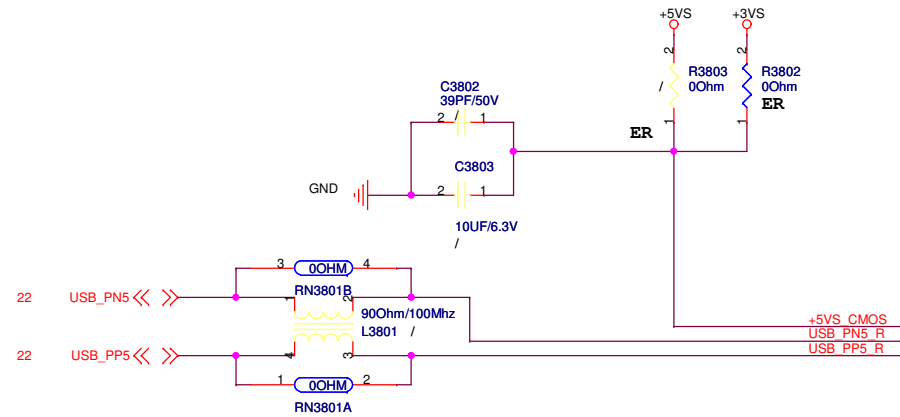 +5VS +3VS
2 2
R3803 R3802
0Ohm 0Ohm
/
ER
1 1
ER
C3802
39PF/50V
/
2 1
C3803
GND
2 1
10UF/6.3V
/
3 0OHM 4
RN3801B
22 USB_PN5
1 2
90Ohm/100Mhz
L3801 /
+5VS_CMOS
USB_PN5_R
USB_PP5_R
22 USB_PP5
4 3
1 0OHM 2
RN3801A